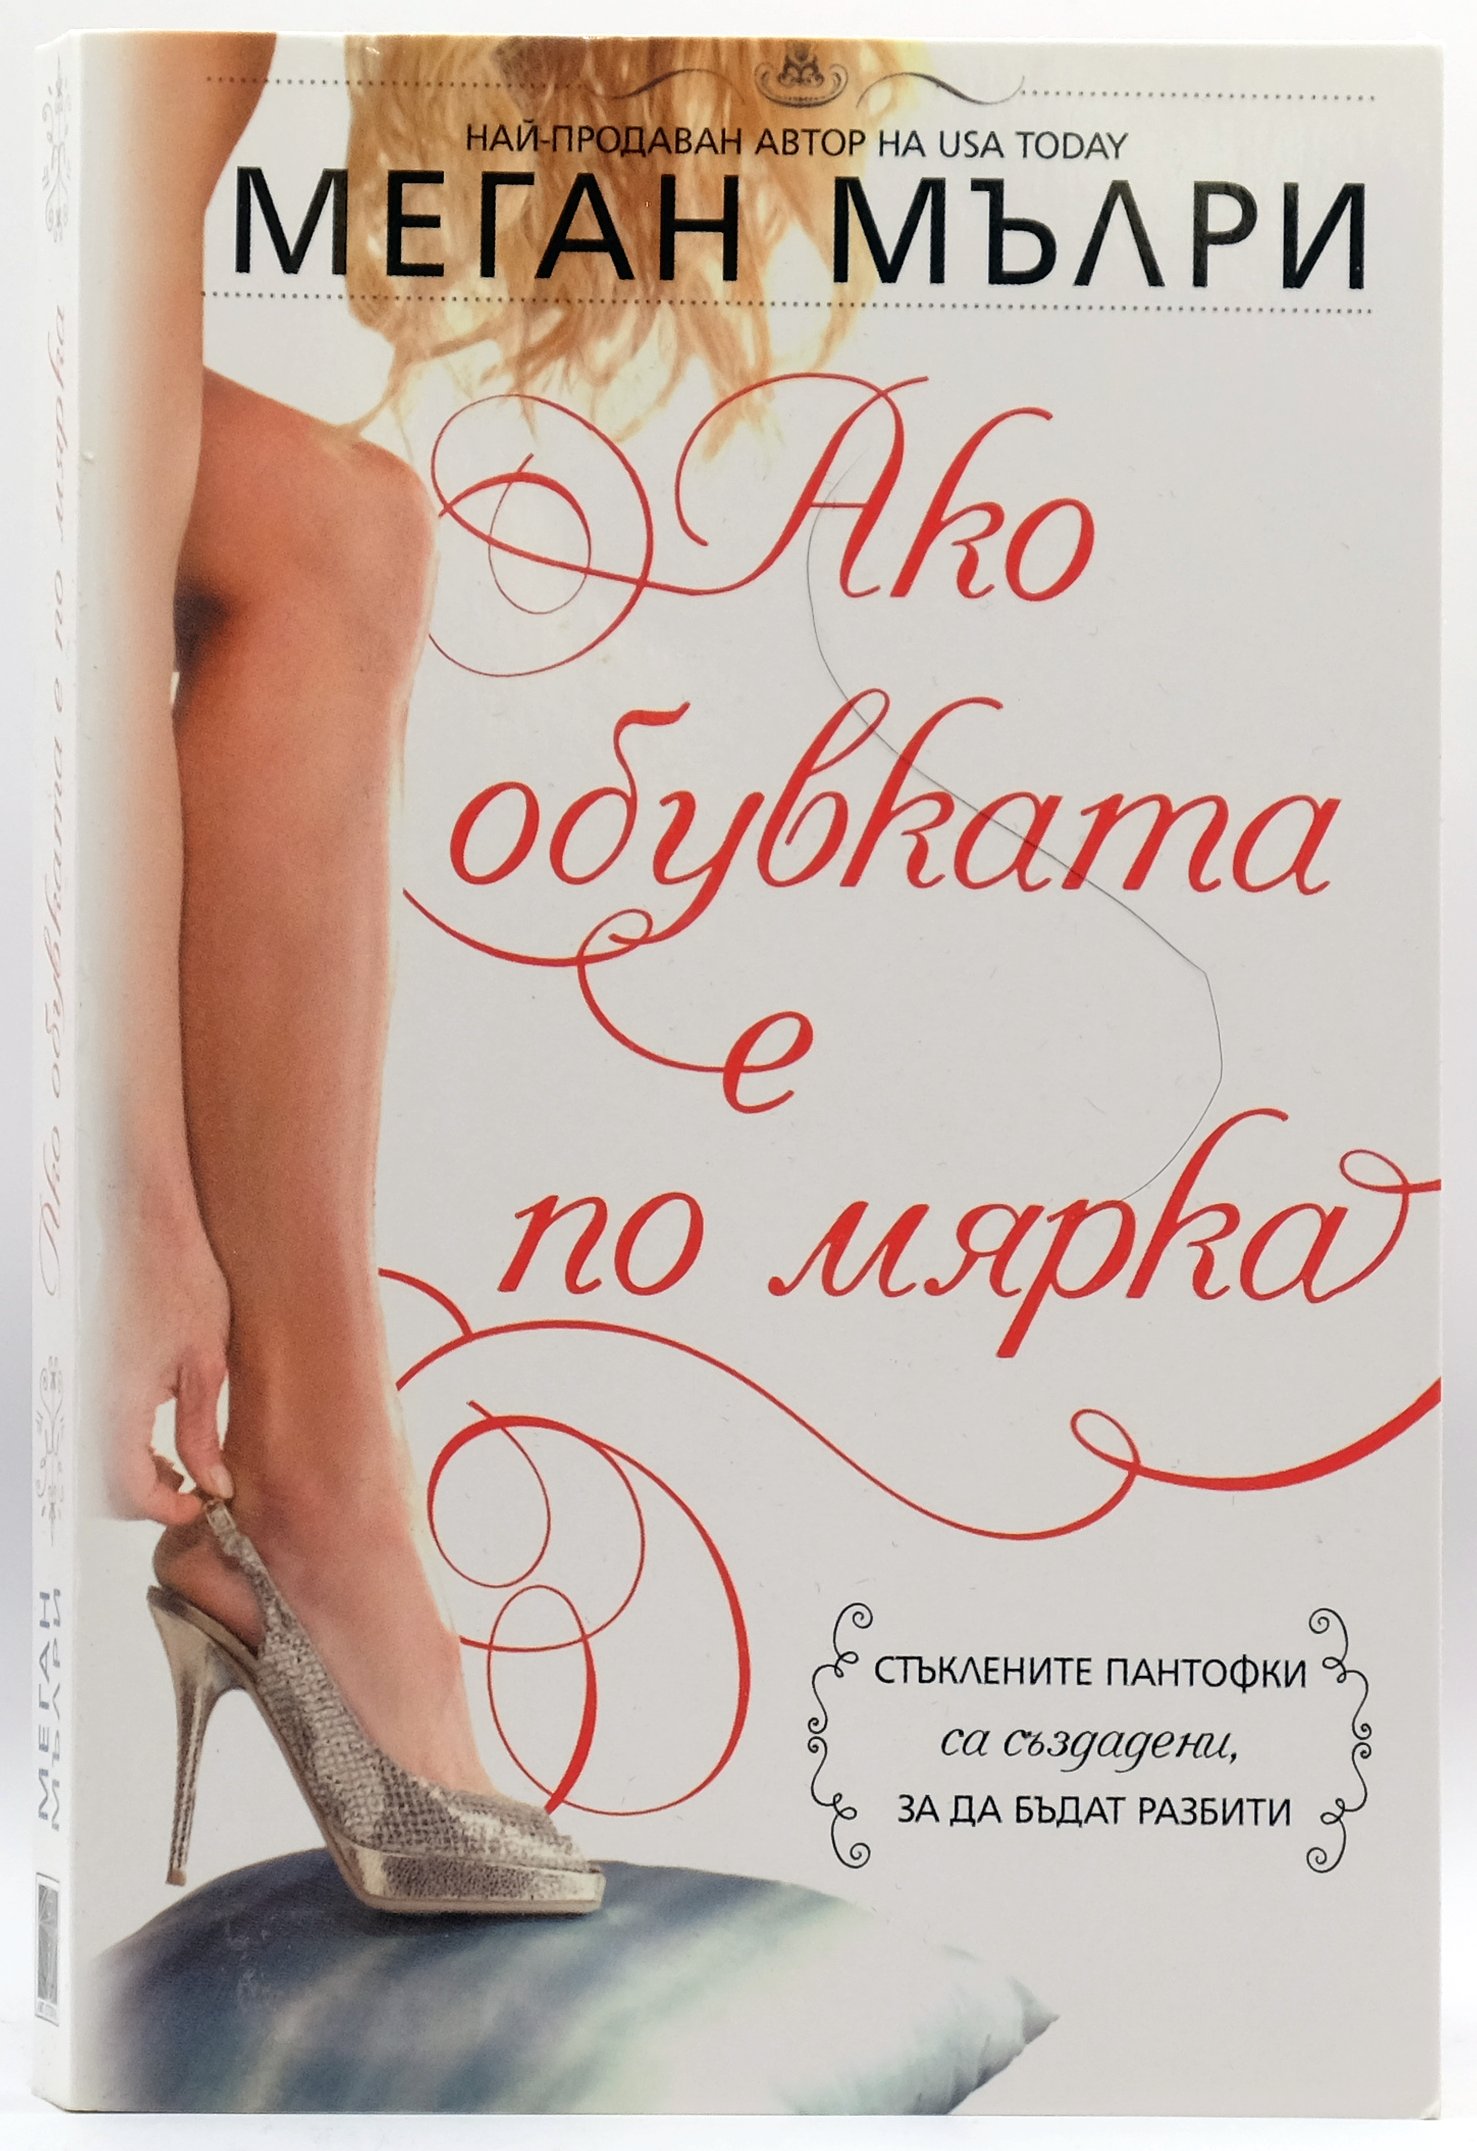 НАЙ-ПРОДАВАН АВТОР НА USA TODAY
МЕГАН МЪЛРИ
Ако
обувката
е
по мярка
СТЪКЛЕНИТЕ ПАНТОФКИ
са създадени,
ЗА ДА БЪДАТ РАЗБИТИ
Ако обувката е по мярка
МЕГАН
МЪЛРИ